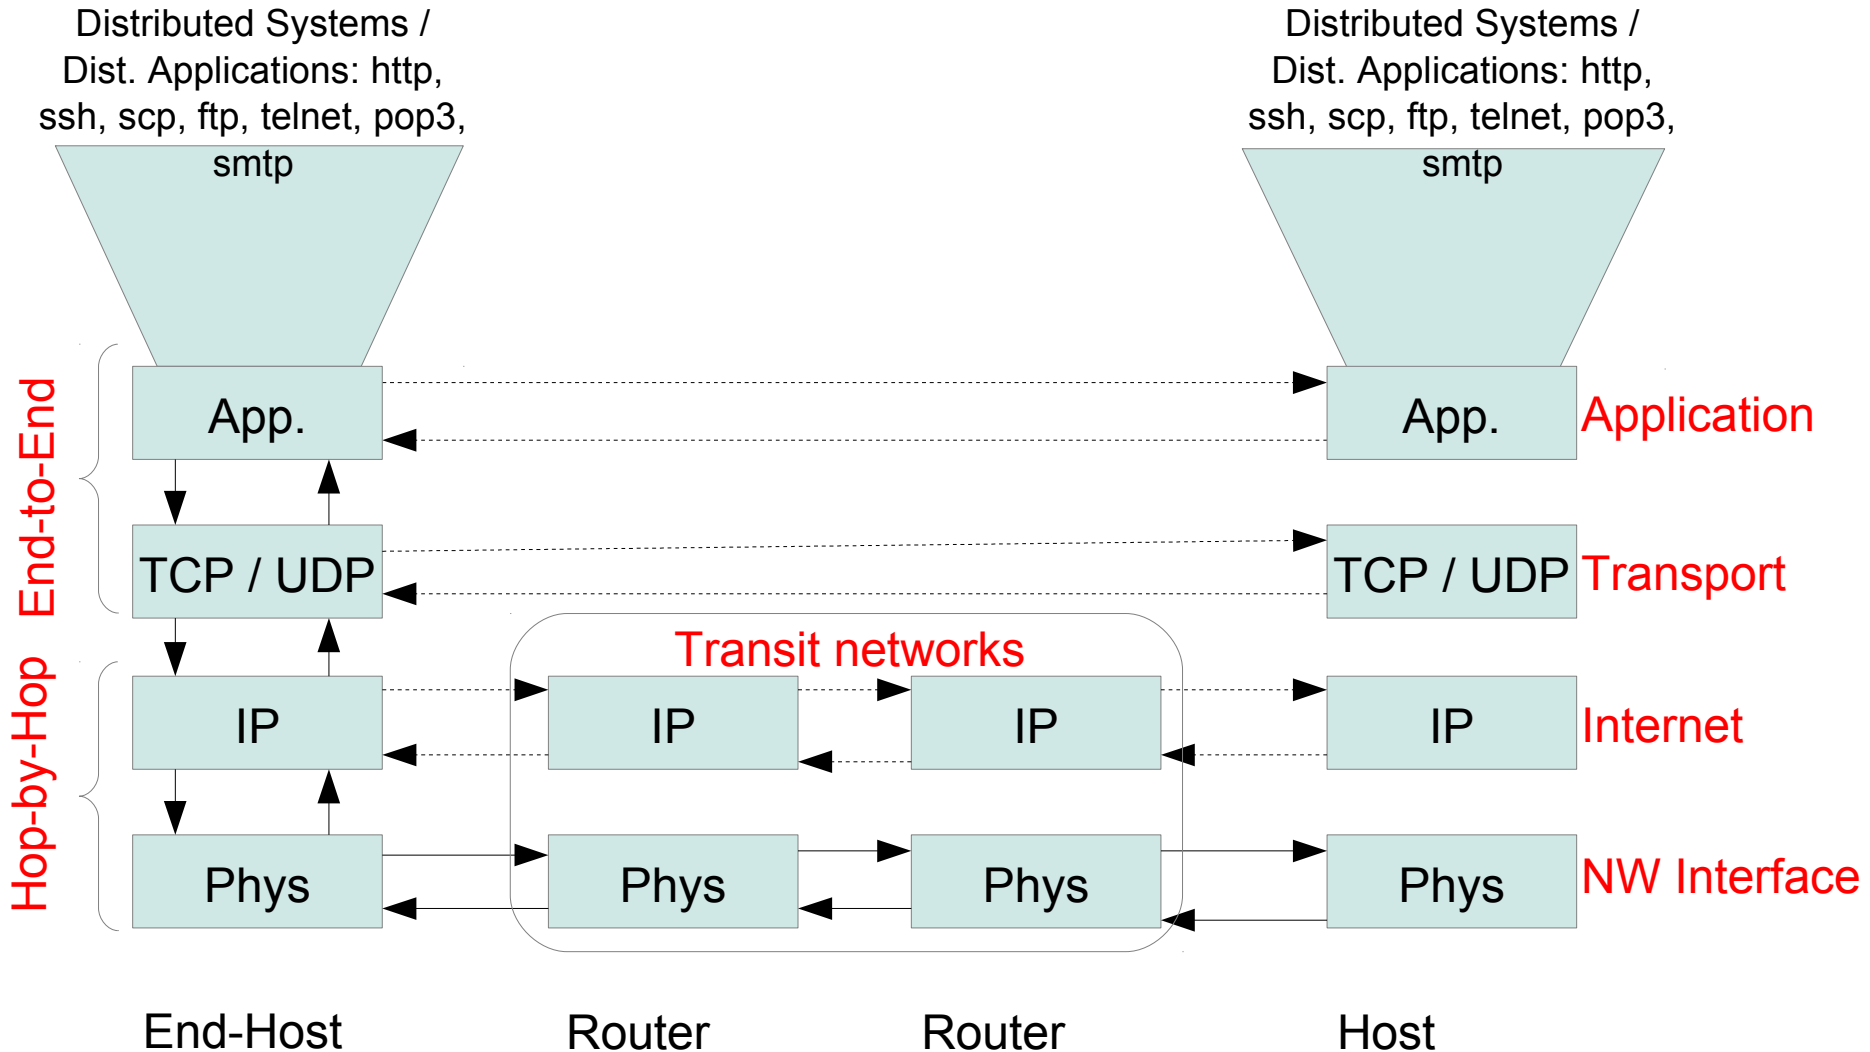 Distributed Systems /
Dist. Applications: http,
ssh, scp, ftp, telnet, pop3,
smtp
Distributed Systems /
Dist. Applications: http,
ssh, scp, ftp, telnet, pop3,
smtp
End-to-End
App.
App.
Application
TCP / UDP
TCP / UDP
Transport
Transit networks
Hop-by-Hop
IP
IP
IP
IP
Internet
Phys
Phys
Phys
Phys
NW Interface
End-Host
Router
Router
Host